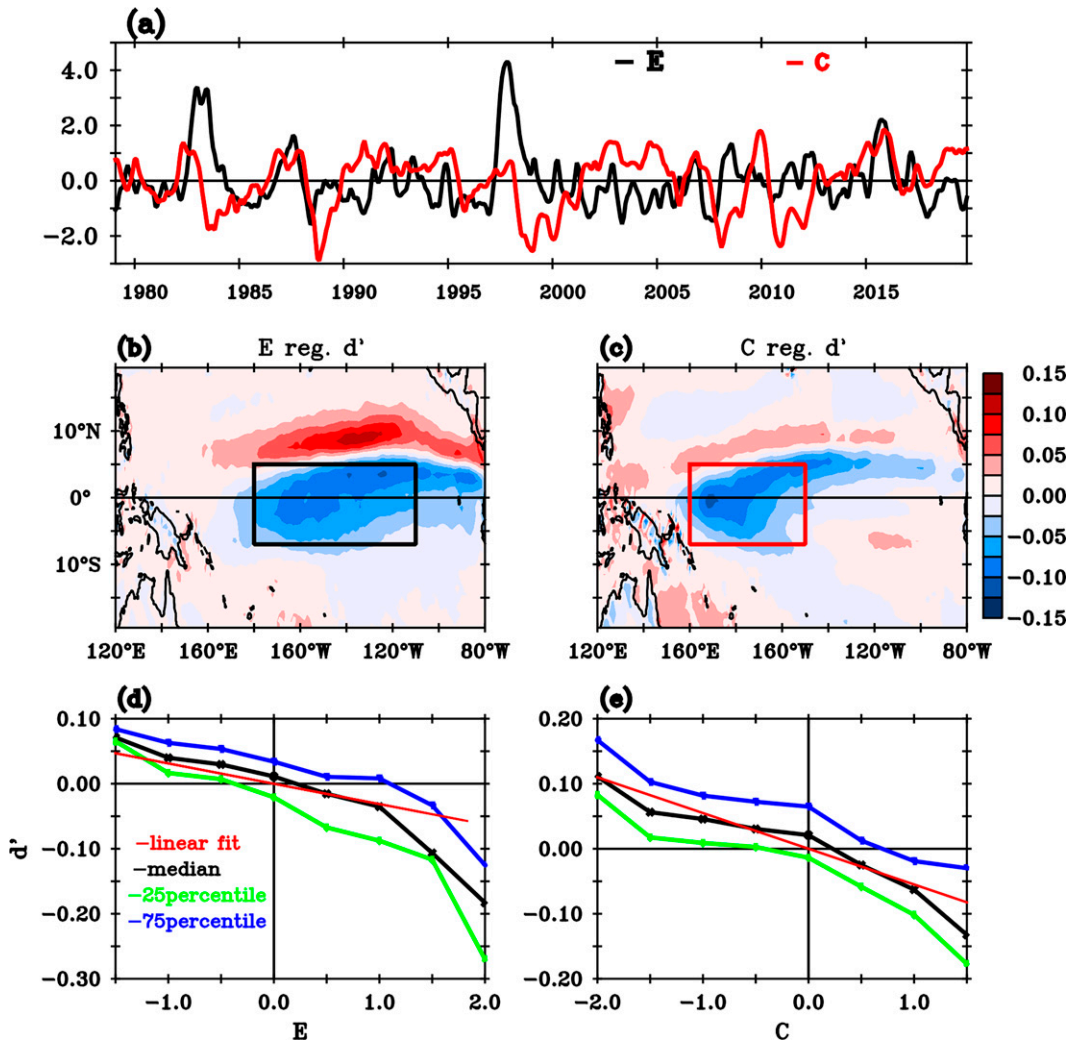 (a)
4.0
2.0
0.0
−2.0
– E
– C
1980 1985 1990 1995 2000 2005 2012 2015
(b) E reg. d'
(c) C reg. d'
10°N
0°
10°S
120°E 160°E 160°W 120°W 80°W
120°E 160°E 160°W 120°W 80°W
0.15
0.10
0.05
0.00
−0.05
−0.10
−0.15
(d)
0.10
0.00
−0.10
−0.20
−0.30
d'
–linear fit
–median
–25percentile
–75percentile
−1.0 0.0 1.0 2.0
E
(e)
0.20
0.10
0.00
−0.10
−0.20
−2.0 −1.0 0.0 1.0
C